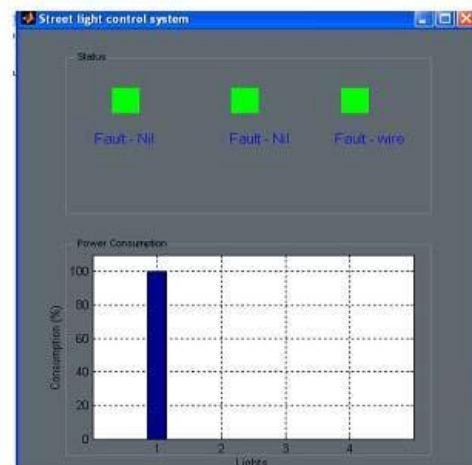 Street light control system
Status
Fault - Nil
Fault - Nil
Fault - wire
Power Consumption
Consumption (%)
100
80
60
40
20
0
1
2
3
4
Lights